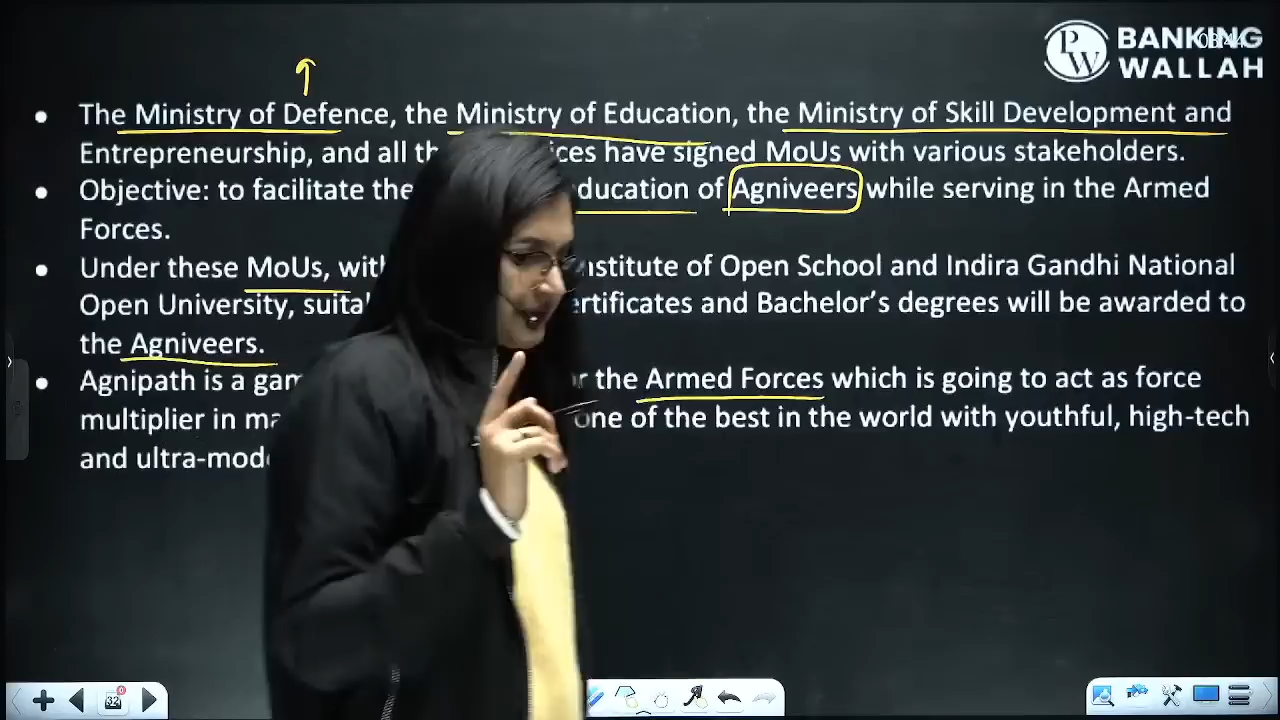 PW BANKING WALLAH
The Ministry of Defence, the Ministry of Education, the Ministry of Skill Development and
Entrepreneurship, and all th ices have signed MoUs with various stakeholders.
Objective: to facilitate the ducation of Agniveers while serving in the Armed
Forces.
Under these MoUs, with nstitute of Open School and Indira Gandhi National
Open University, suita ertificates and Bachelor's degrees will be awarded to
the Agniveers.
Agnipath is a gam r the Armed Forces which is going to act as force
multiplier in ma one of the best in the world with youthful, high-tech
and ultra-mod
32